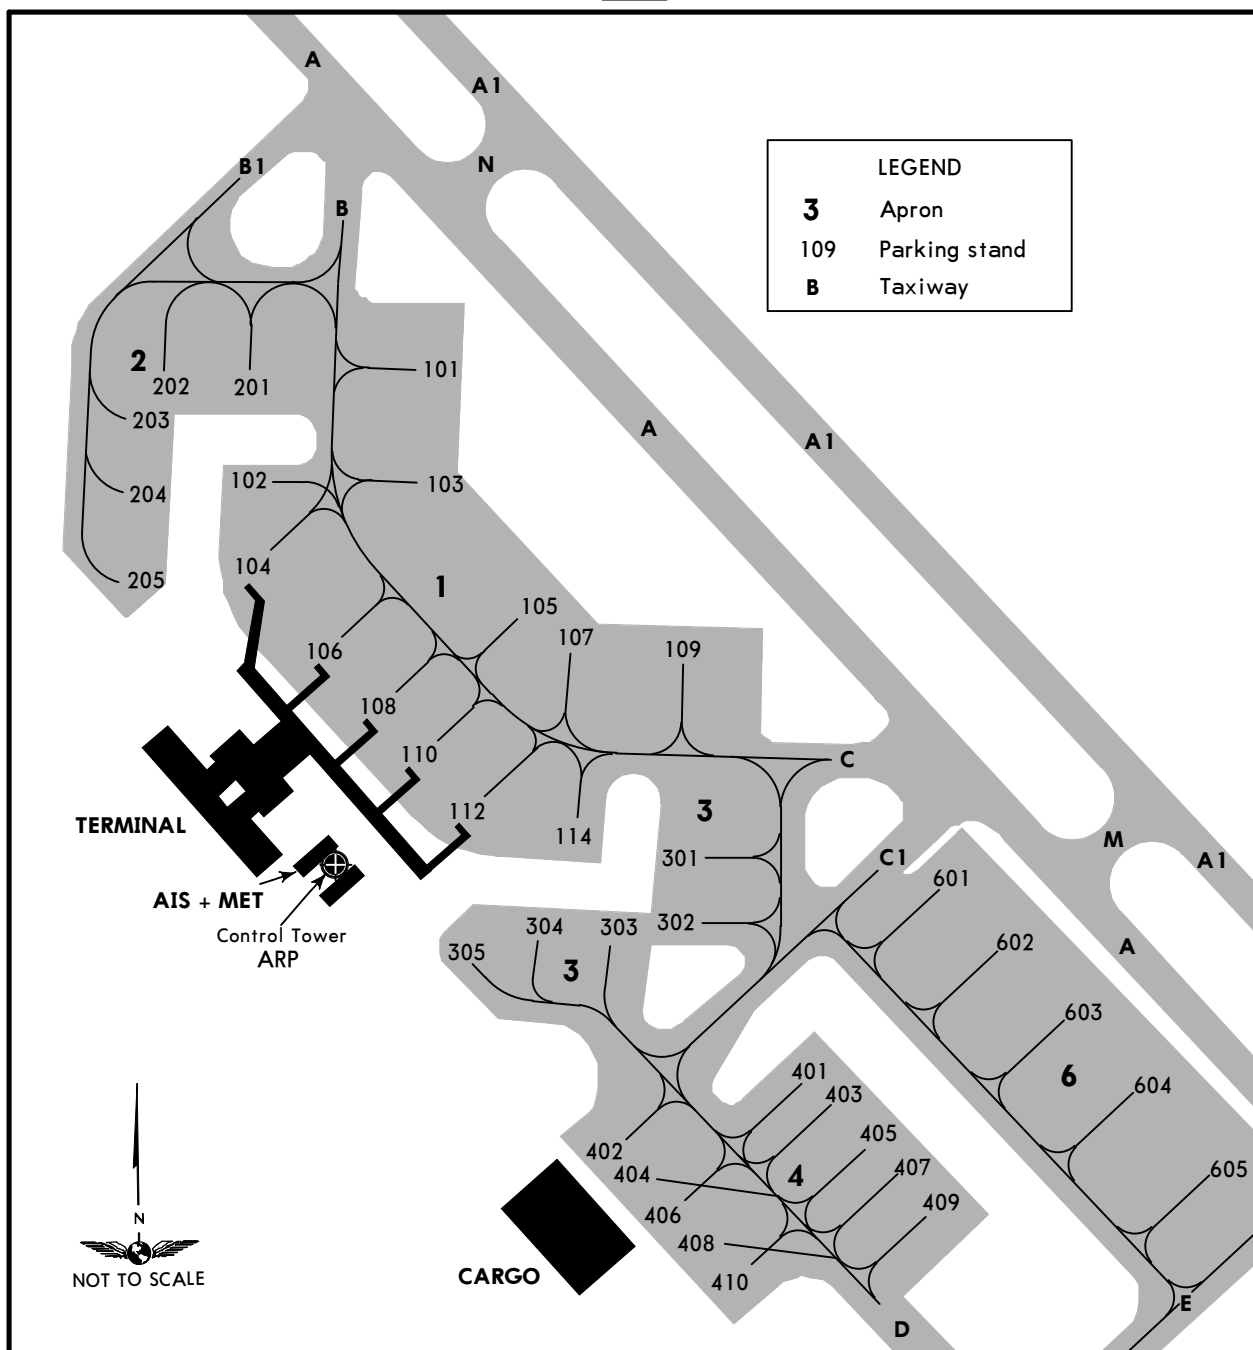 A
A1
B1
N
B
LEGEND
3 Apron
109 Parking stand
B Taxiway
2
202
201
101
203
A
A1
102
103
204
104
205
1
105
107
106
109
108
110
C
112
3
TERMINAL
114
M
301
C1
A1
601
AIS + MET
302
Control Tower
ARP
304
303
602
A
305
3
603
401
6
403
604
402
405
404
4
407
605
406
409
N
408
NOT TO SCALE
CARGO
410
E
D